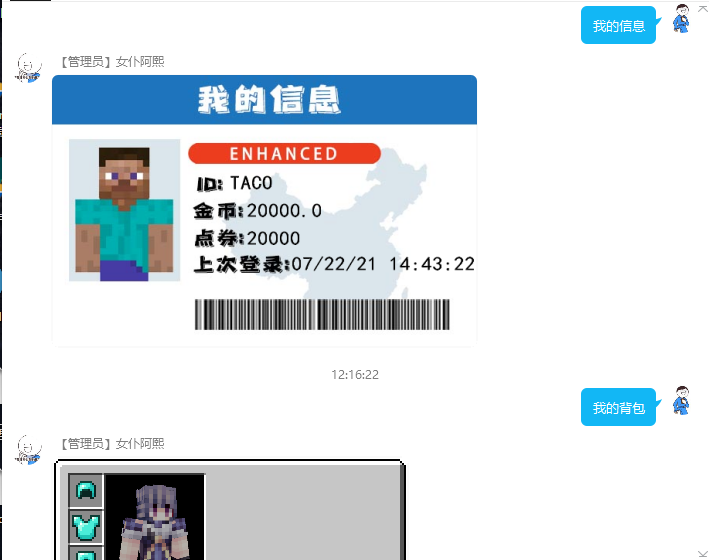 我的信息
【管理员】女仆阿熙
我的信息
ENHANCED
ID: TACO
金币:20000.0
点券:20000
上次登录:07/22/21 14:43:22
12:16:22
我的背包
【管理员】女仆阿熙